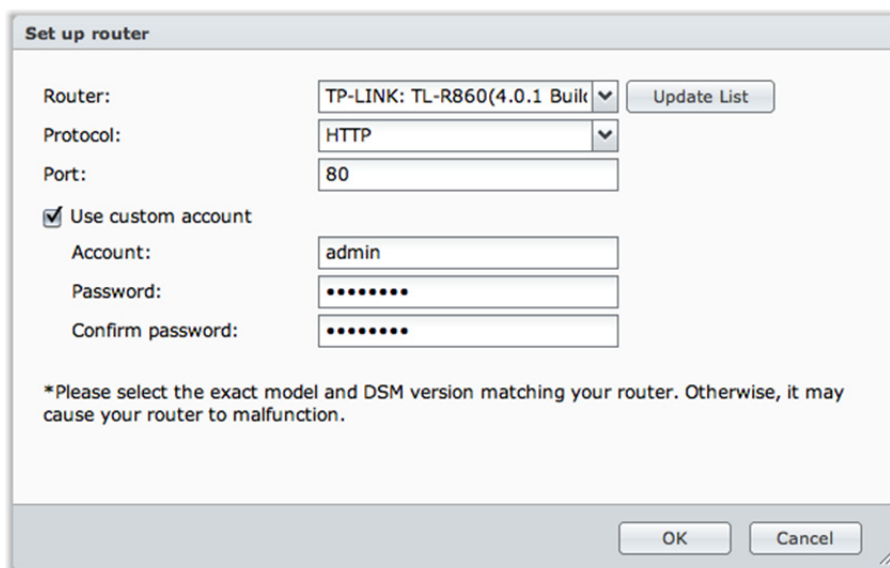 Set up router
Router: TP-LINK: TL-R860(4.0.1 Build Update List
Protocol: HTTP
Port: 80
Use custom account
Account: admin
Password: ••••••••
Confirm password: ••••••••
*Please select the exact model and DSM version matching your router. Otherwise, it may
cause your router to malfunction.
OK Cancel